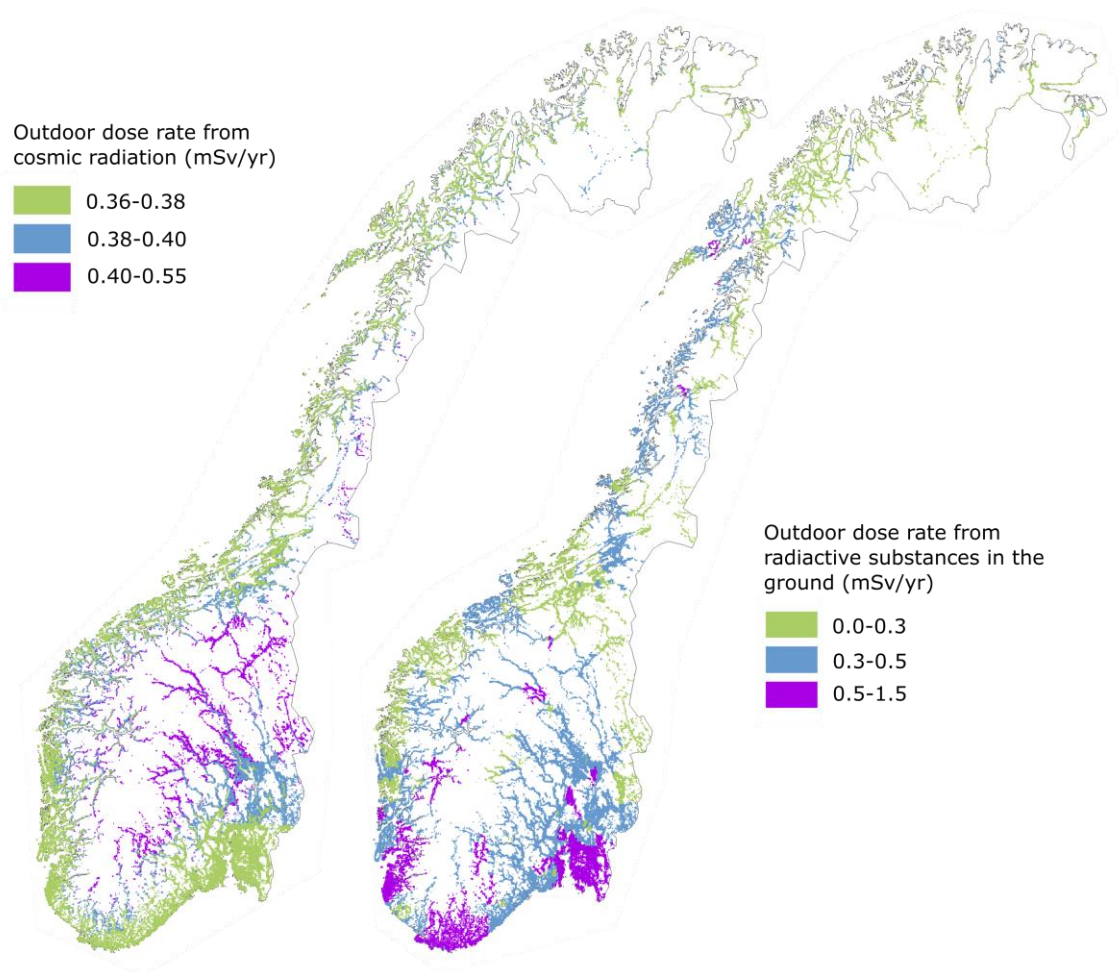 Outdoor dose rate from
cosmic radiation (mSv/yr)
0.36-0.38
0.38-0.40
0.40-0.55
Outdoor dose rate from
radiactive substances in the
ground (mSv/yr)
0.0-0.3
0.3-0.5
0.5-1.5